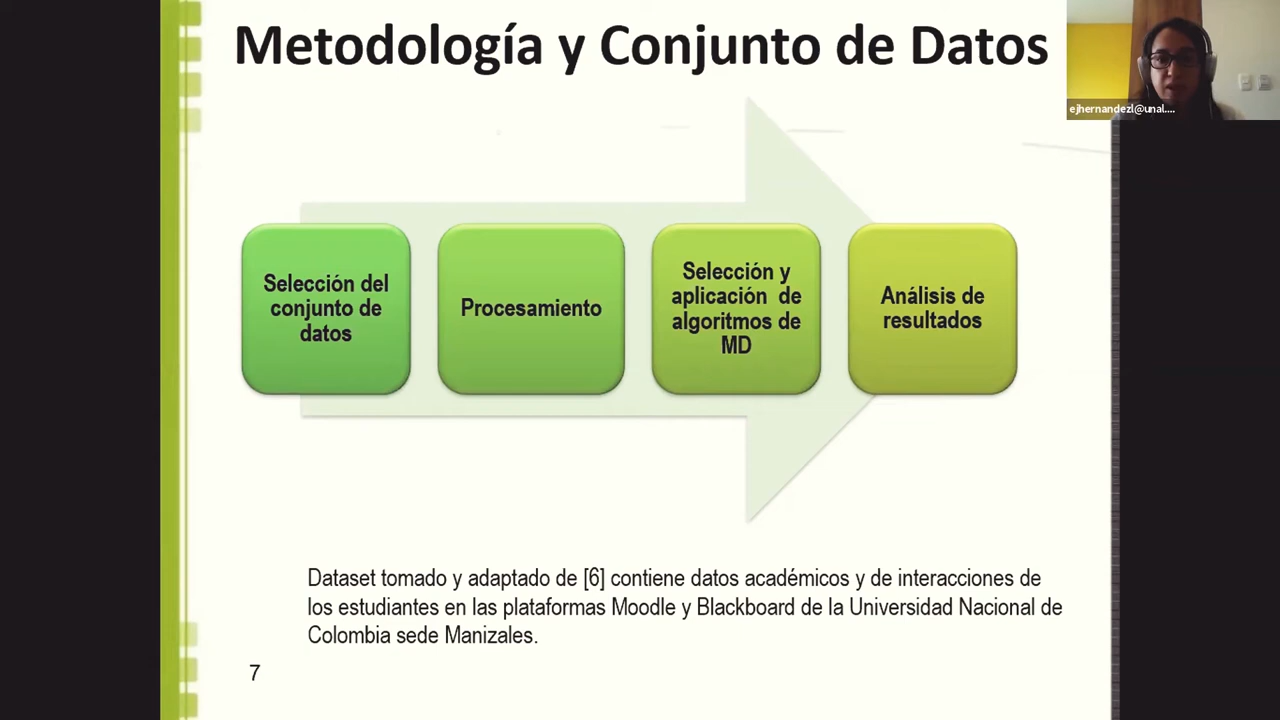 Metodología y Conjunto de Datos
ejhernandezl@unal....
Selección del
conjunto de
datos
Procesamiento
Selección y
aplicación de
algoritmos de
MD
Análisis de
resultados
Dataset tomado y adaptado de [6] contiene datos académicos y de interacciones de
los estudiantes en las plataformas Moodle y Blackboard de la Universidad Nacional de
Colombia sede Manizales.
7